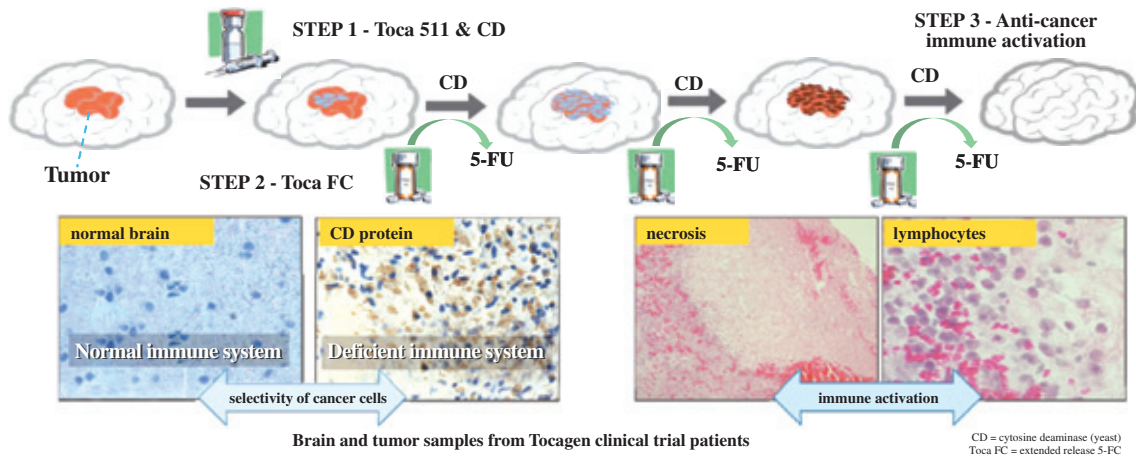 STEP 1 - Toca 511 & CD
STEP 3 - Anti-cancer
immune activation
CD
CD
CD
Tumor
5-FU
5-FU
5-FU
STEP 2 - Toca FC
normal brain
CD protein
necrosis
lymphocytes
Normal immune system
Deficient immune system
selectivity of cancer cells
immune activation
Brain and tumor samples from Tocagen clinical trial patients
CD = cytosine deaminase (yeast)
Toca FC = extended release 5-FC